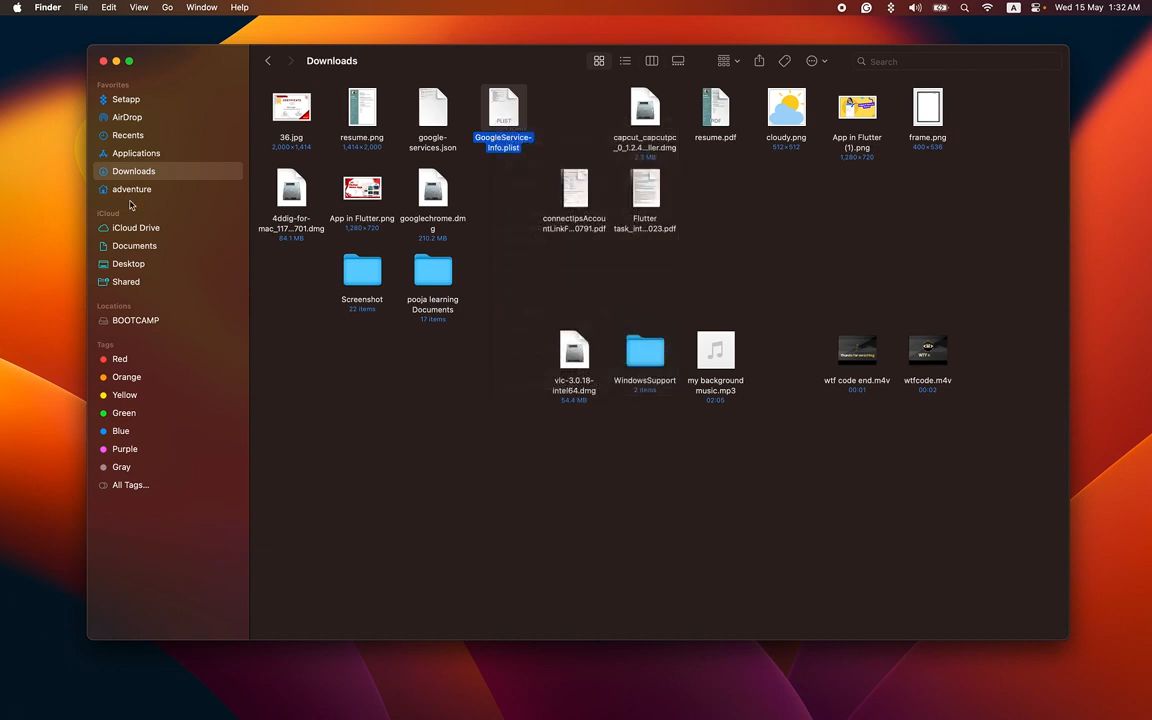 Finder File Edit View Go Window Help
A Wed 15 May 1:32 AM
Downloads
Search
Favorites
Setapp
AirDrop
Recents
Applications
Downloads
adventure
iCloud
iCloud Drive
Documents
Desktop
Shared
Locations
BOOTCAMP
Tags
Red
Orange
Yellow
Green
Blue
Purple
Gray
All Tags...
36.jpg
2,000×1,414
resume.png
1,414×2,000
google-
services.json
PLIST
GoogleService-
Info.plist
capcut_capcutpc
_0_1.2.4...ller.dmg
2.3 MB
PDF
resume.pdf
cloudy.png
512×512
App in Flutter
(1).png
1,280×720
frame.png
400×536
4ddig-for-
mac_117...701.dmg
84.1 MB
App in Flutter.png
1,280×720
googlechrome.dm
g
210.2 MB
connectIpsAccou
ntLinkF...0791.pdf
Flutter
task_int...023.pdf
Screenshot
22 items
pooja learning
Documents
17 items
vlc-3.0.18-
intel64.dmg
54.4 MB
WindowsSupport
2 items
my background
music.mp3
02:05
wtf code end.m4v
00:01
wtfcode.m4v
00:02